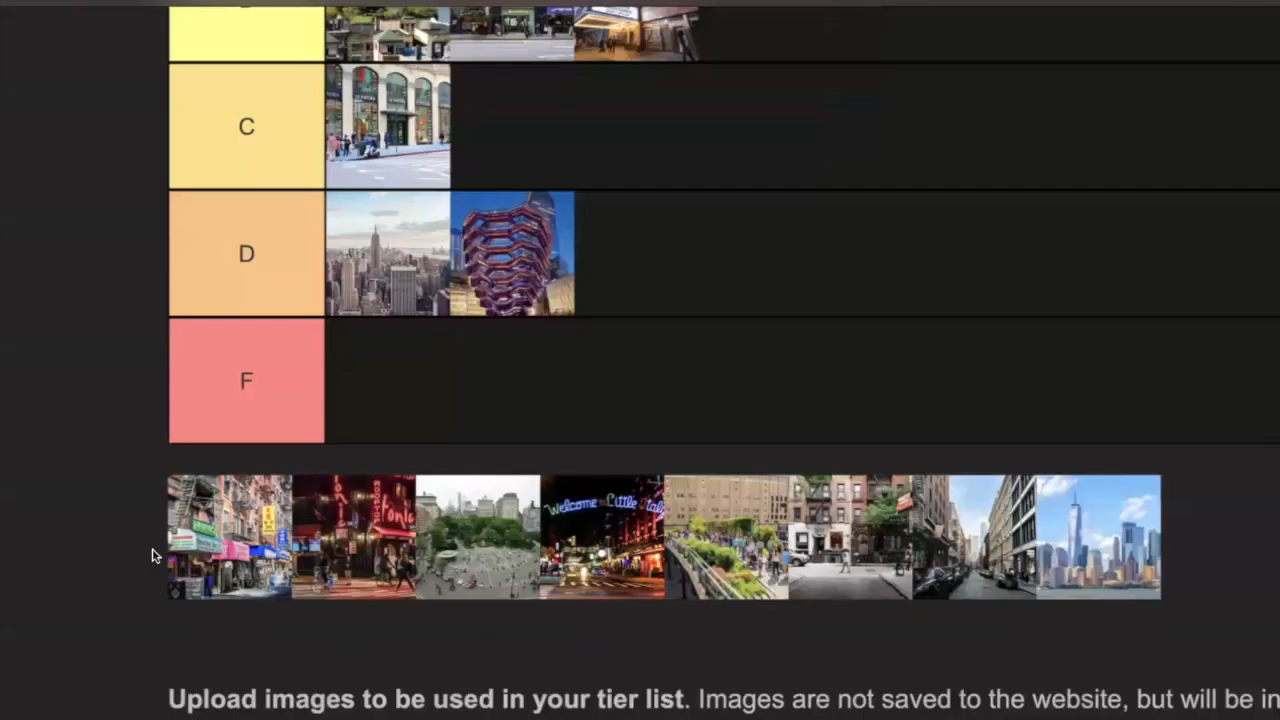 C
D
F
Welcome Little
Upload images to be used in your tier list. Images are not saved to the website, but will be in